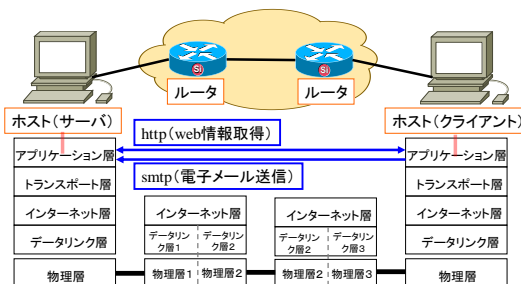 Si
Si
ルータ
ルータ
ホスト(サーバ)
ホスト(クライアント)
http(web情報取得)
smtp(電子メール送信)
アプリケーション層
トランスポート層
インターネット層
データリンク層
物理層
インターネット層
データリン
ク層1
データリン
ク層2
物理層1
物理層2
インターネット層
データリン
ク層2
データリン
ク層3
物理層2
物理層3
アプリケーション層
トランスポート層
インターネット層
データリンク層
物理層